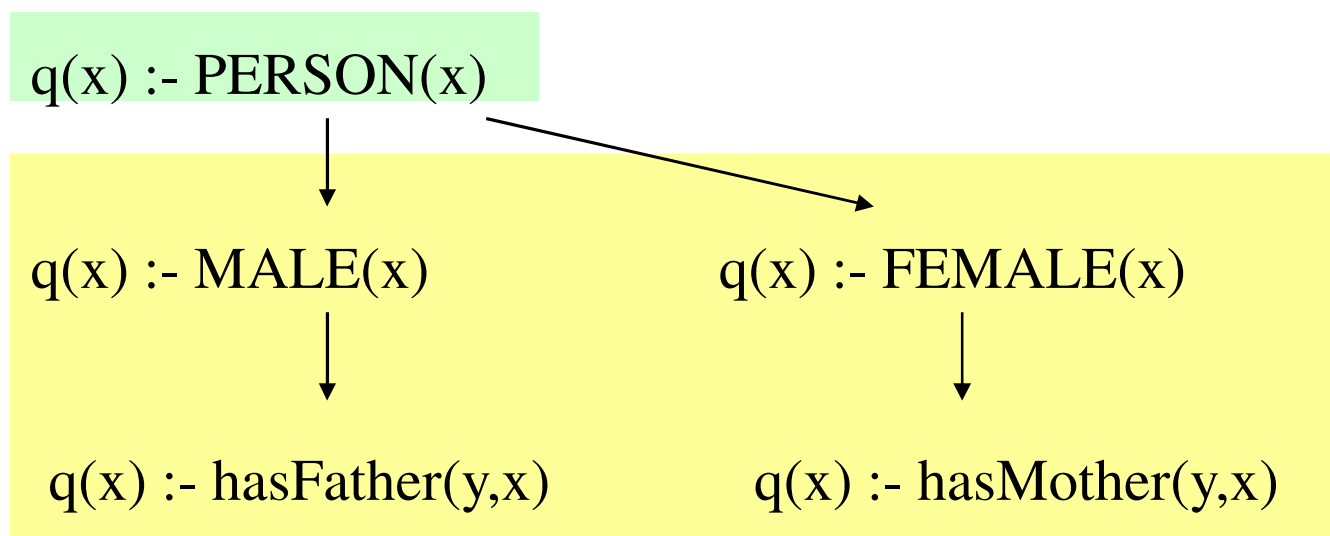 q(x) :- PERSON(x)
q(x) :- MALE(x)
q(x) :- FEMALE(x)
q(x) :- hasFather(y,x)
q(x) :- hasMother(y,x)